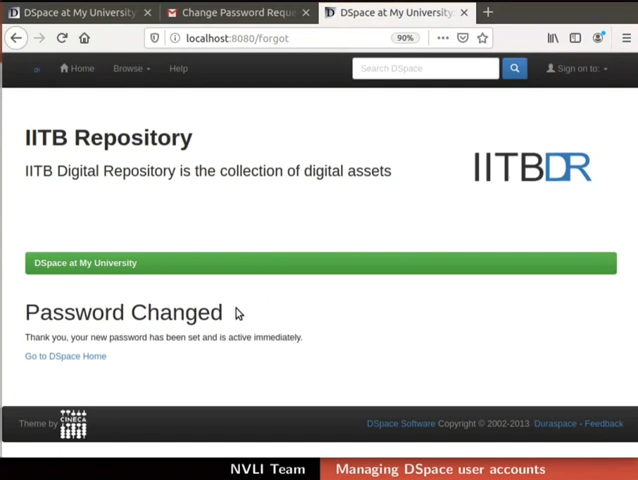 DSpace at My University
Change Password Reque
DSpace at My University
localhost:8080/forgot
90%
Home
Browse
Help
Search DSpace
Sign on to:
IITB Repository
IITB Digital Repository is the collection of digital assets
IITBDR
DSpace at My University
Password Changed
Thank you, your new password has been set and is active immediately.
Go to DSpace Home
Theme by CINECA
DSpace Software Copyright © 2002-2013 Duraspace - Feedback
NVLI Team
Managing DSpace user accounts